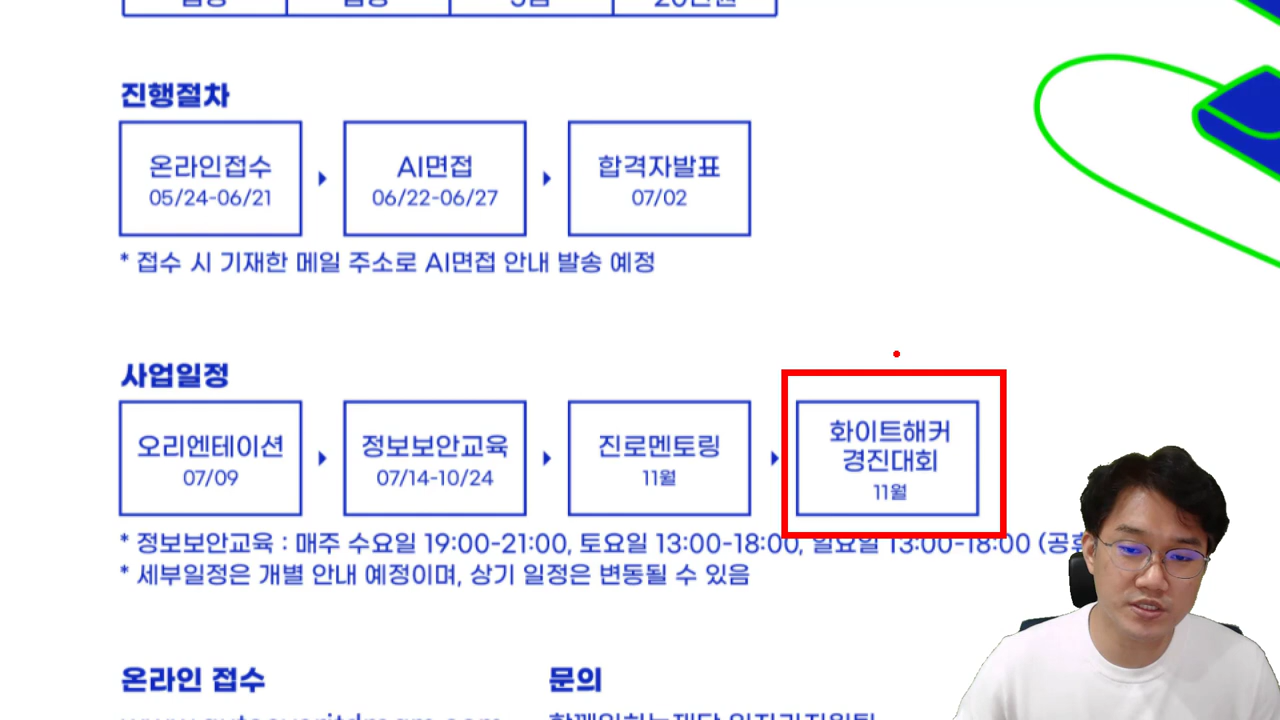 진행절차
온라인접수
05/24-06/21
AI면접
06/22-06/27
합격자발표
07/02
* 접수 시 기재한 메일 주소로 AI면접 안내 발송 예정
사업일정
오리엔테이션
07/09
정보보안교육
07/14-10/24
진로멘토링
11월
화이트해커
경진대회
11월
* 정보보안교육 : 매주 수요일 19:00-21:00, 토요일 13:00-18:00, 일요일 13:00-18:00
* 세부일정은 개별 안내 예정이며, 상기 일정은 변동될 수 있음
온라인 접수
문의